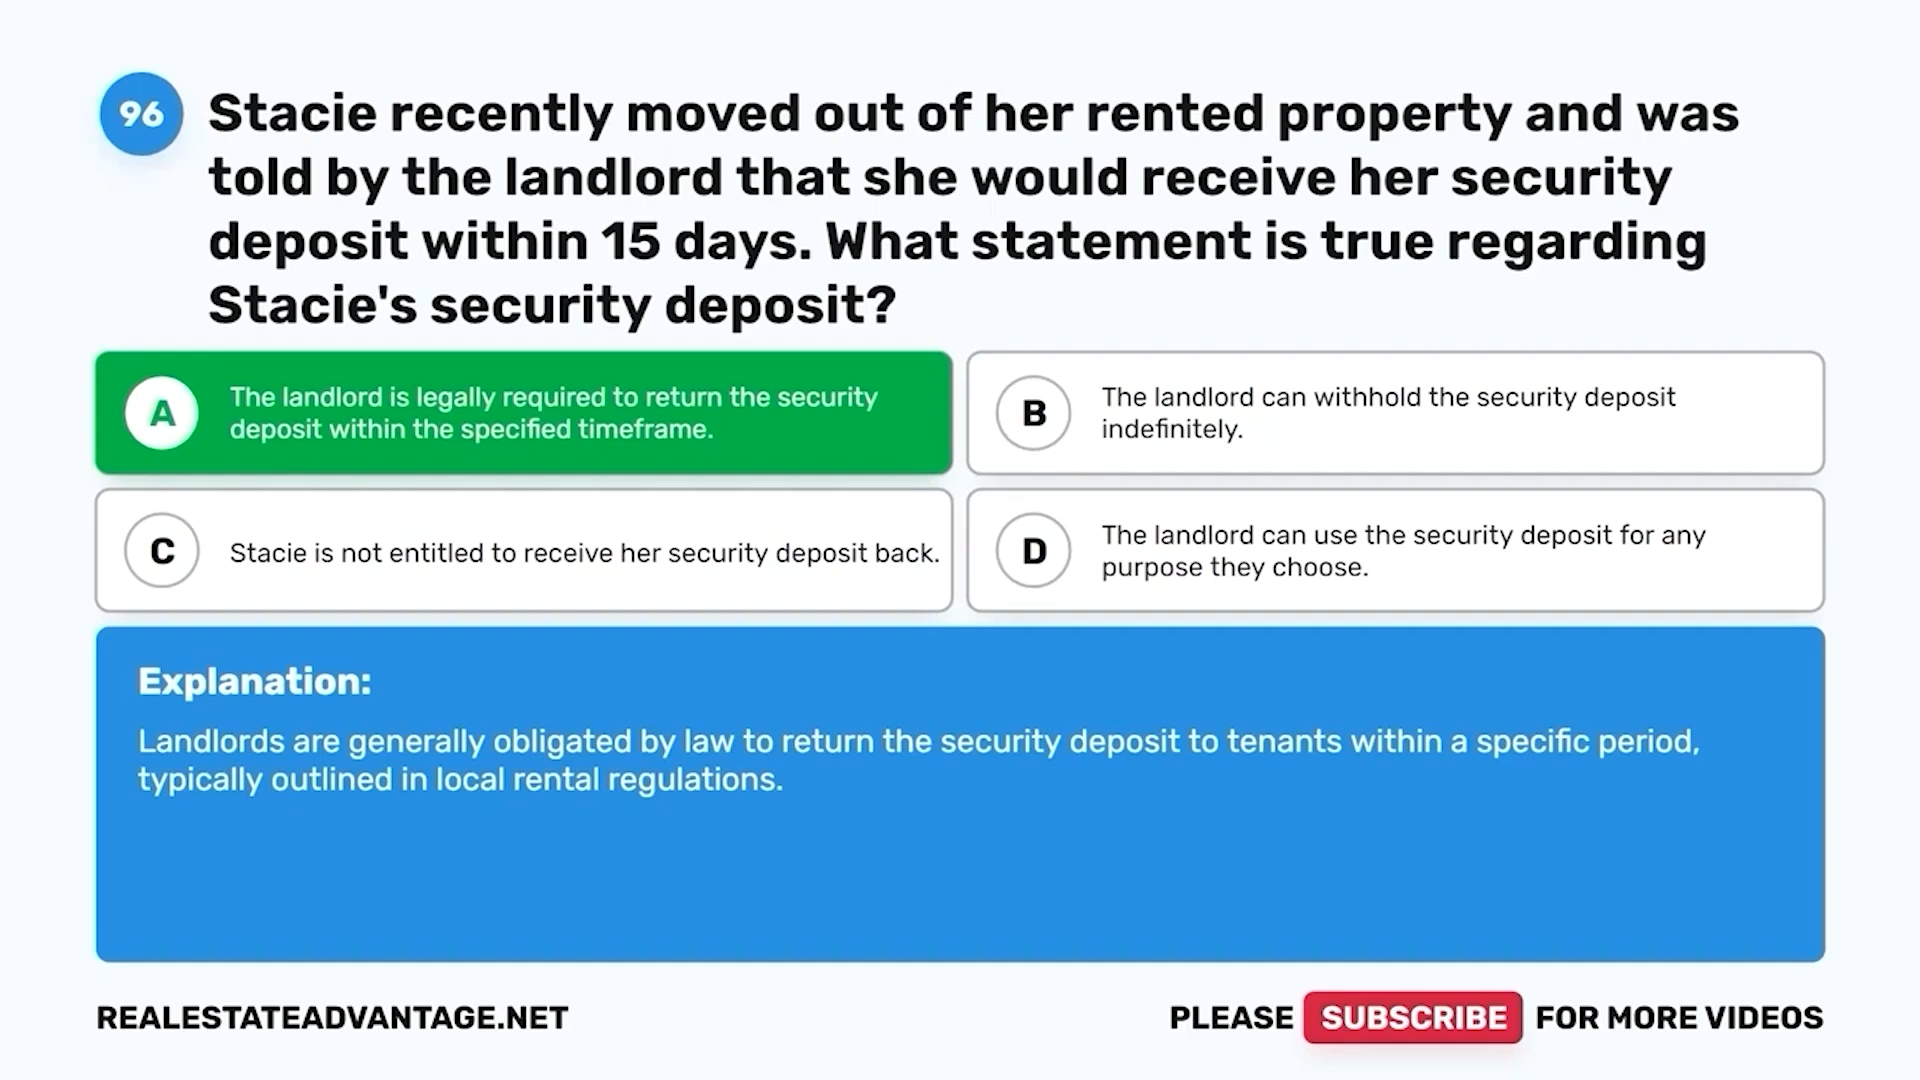 96
Stacie recently moved out of her rented property and was
told by the landlord that she would receive her security
deposit within 15 days. What statement is true regarding
Stacie's security deposit?
A
The landlord is legally required to return the security
deposit within the specified timeframe.
B
The landlord can withhold the security deposit
indefinitely.
C
Stacie is not entitled to receive her security deposit back.
D
The landlord can use the security deposit for any
purpose they choose.
Explanation:
Landlords are generally obligated by law to return the security deposit to tenants within a specific period,
typically outlined in local rental regulations.
REALESTATEADVANTAGE.NET
PLEASE SUBSCRIBE FOR MORE VIDEOS